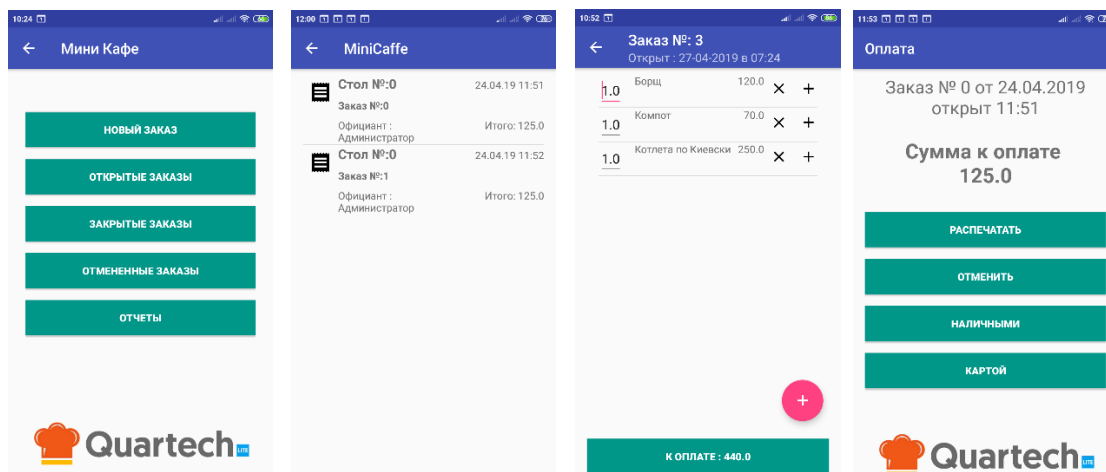 10:24
Мини Кафе
НОВЫЙ ЗАКАЗ
ОТКРЫТЫЕ ЗАКАЗЫ
ЗАКРЫТЫЕ ЗАКАЗЫ
ОТМЕНЕННЫЕ ЗАКАЗЫ
ОТЧЕТЫ
Quartech LITE
12:00
MiniCaffe
Стол №:0 24.04.19 11:51
Заказ №:0
Официант : Итого: 125.0
Администратор
Стол №:0 24.04.19 11:52
Заказ №:1
Официант : Итого: 125.0
Администратор
10:52
Заказ №: 3
Открыт : 27-04-2019 в 07:24
1.0 Борщ 120.0
1.0 Компот 70.0
1.0 Котлета по Киевски 250.0
К ОПЛАТЕ : 440.0
11:53
Оплата
Заказ № 0 от 24.04.2019
открыт 11:51
Сумма к оплате
125.0
РАСПЕЧАТАТЬ
ОТМЕНИТЬ
НАЛИЧНЫМИ
КАРТОЙ
Quartech